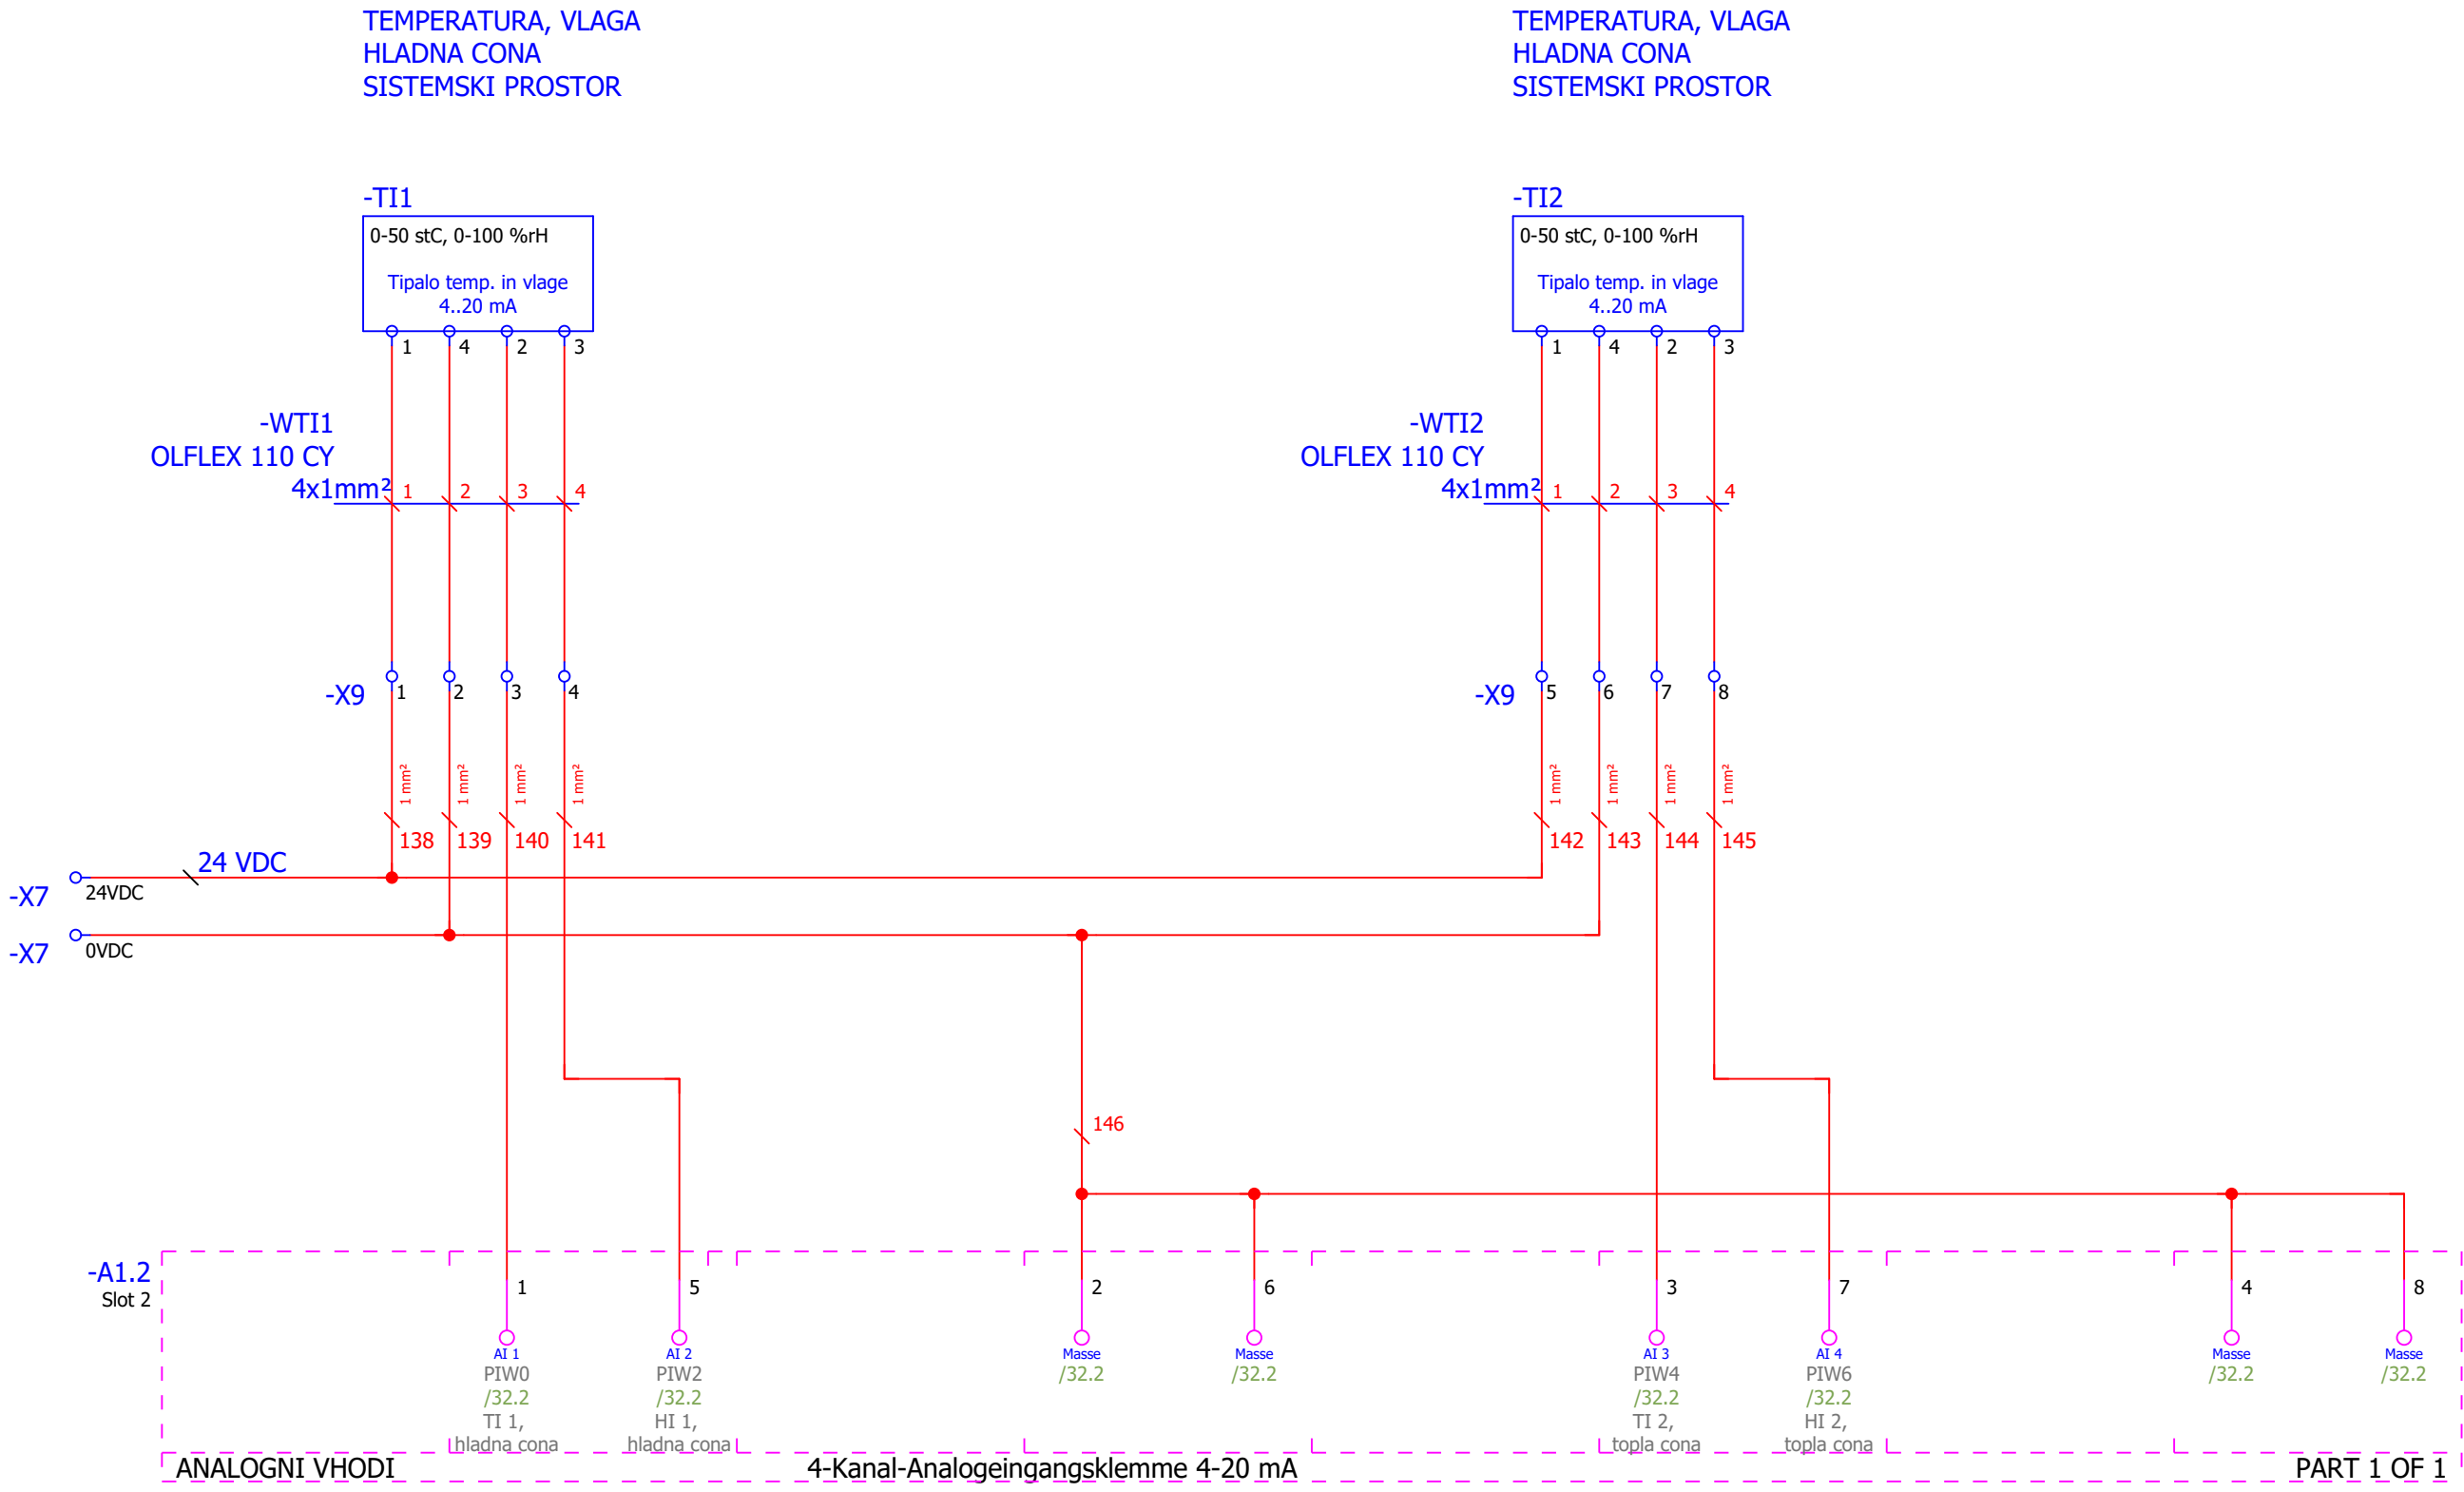 TEMPERATURA, VLAGA
HLADNA CONA
SISTEMSKI PROSTOR
TEMPERATURA, VLAGA
HLADNA CONA
SISTEMSKI PROSTOR
-TI1
0-50 stC, 0-100 %rH
Tipalo temp. in vlage
4..20 mA
1 4 2 3
-TI2
0-50 stC, 0-100 %rH
Tipalo temp. in vlage
4..20 mA
1 4 2 3
-WTI1
OLFLEX 110 CY
4x1mm² 1 2 3 4
-WTI2
OLFLEX 110 CY
4x1mm² 1 2 3 4
-X9 1 2 3 4
-X9 5 6 7 8
1 mm² 1 mm² 1 mm² 1 mm²
138 139 140 141
1 mm² 1 mm² 1 mm² 1 mm²
142 143 144 145
24 VDC
-X7 24VDC
-X7 0VDC
146
-A1.2
Slot 2
1 5 2 6 3 7 4 8
AI 1
PIW0
/32.2
TI 1,
hladna cona
AI 2
PIW2
/32.2
HI 1,
hladna cona
Masse
/32.2
Masse
/32.2
AI 3
PIW4
/32.2
TI 2,
topla cona
AI 4
PIW6
/32.2
HI 2,
topla cona
Masse
/32.2
Masse
/32.2
ANALOGNI VHODI
4-Kanal-Analogeingangsklemme 4-20 mA
PART 1 OF 1